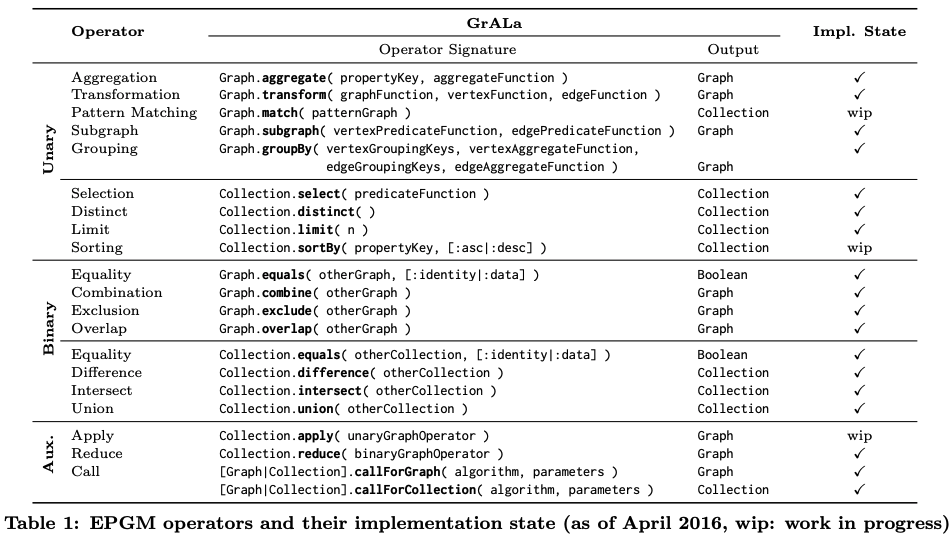 GrALa
Operator Impl. State
Operator Signature Output
Unary
Aggregation Graph.aggregate( propertyKey, aggregateFunction ) Graph ✓
Transformation Graph.transform( graphFunction, vertexFunction, edgeFunction ) Graph ✓
Pattern Matching Graph.match( patternGraph ) Collection wip
Subgraph Graph.subgraph( vertexPredicateFunction, edgePredicateFunction ) Graph ✓
Grouping Graph.groupBy( vertexGroupingKeys, vertexAggregateFunction, ✓
edgeGroupingKeys, edgeAggregateFunction ) Graph
Selection Collection.select( predicateFunction ) Collection ✓
Distinct Collection.distinct( ) Collection ✓
Limit Collection.limit( n ) Collection ✓
Sorting Collection.sortBy( propertyKey, [:asc|:desc] ) Collection wip
Binary
Equality Graph.equals( otherGraph, [:identity|:data] ) Boolean ✓
Combination Graph.combine( otherGraph ) Graph ✓
Exclusion Graph.exclude( otherGraph ) Graph ✓
Overlap Graph.overlap( otherGraph ) Graph ✓
Equality Collection.equals( otherCollection, [:identity|:data] ) Boolean ✓
Difference Collection.difference( otherCollection ) Collection ✓
Intersect Collection.intersect( otherCollection ) Collection ✓
Union Collection.union( otherCollection ) Collection ✓
Aux.
Apply Collection.apply( unaryGraphOperator ) Graph wip
Reduce Collection.reduce( binaryGraphOperator ) Graph ✓
Call [Graph|Collection].callForGraph( algorithm, parameters ) Graph ✓
[Graph|Collection].callForCollection( algorithm, parameters ) Collection ✓
Table 1: EPGM operators and their implementation state (as of April 2016, wip: work in progress)